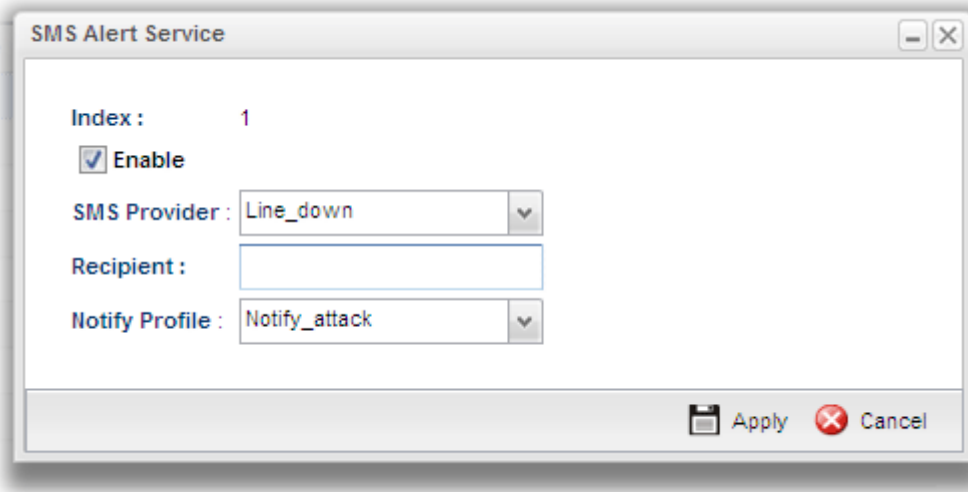 SMS Alert Service
Index : 1
Enable
SMS Provider : Line_down
Recipient :
Notify Profile : Notify_attack
Apply Cancel